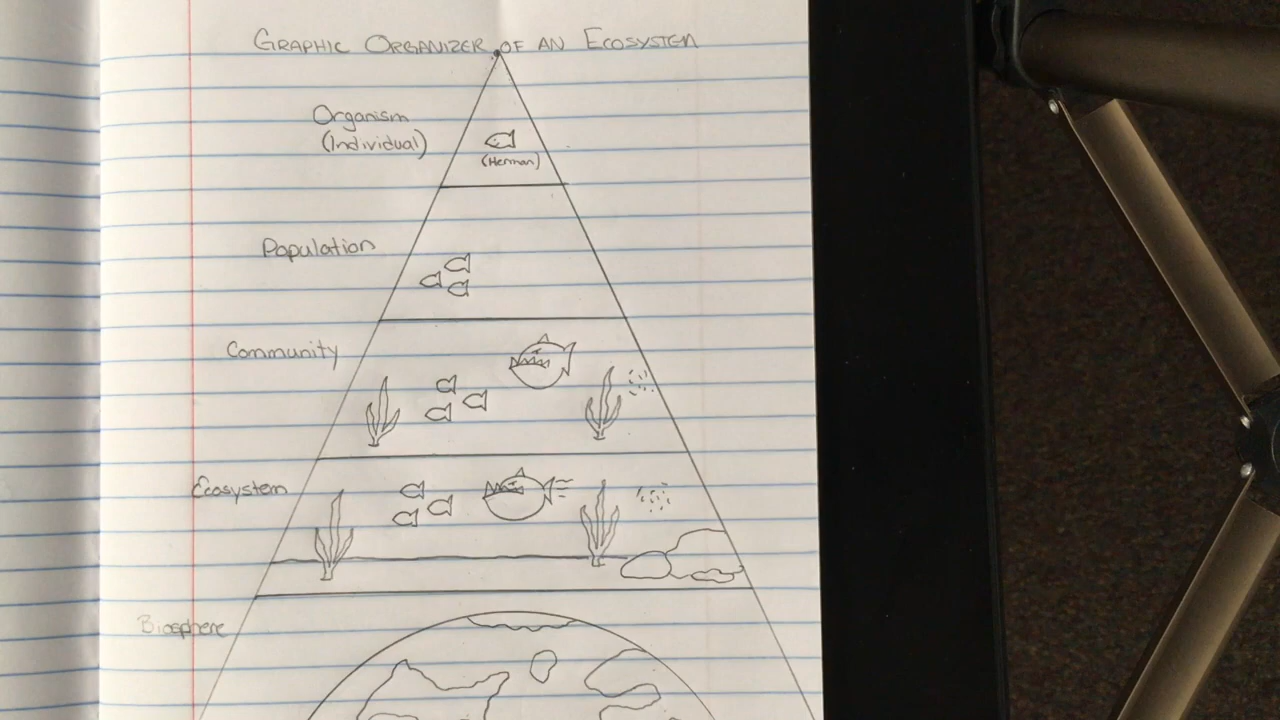 GRAPHIC ORGANIZER OF AN ECOSYSTEM
Organism
(Individual)
(Herman)
Population
Community
Ecosystem
Biosphere